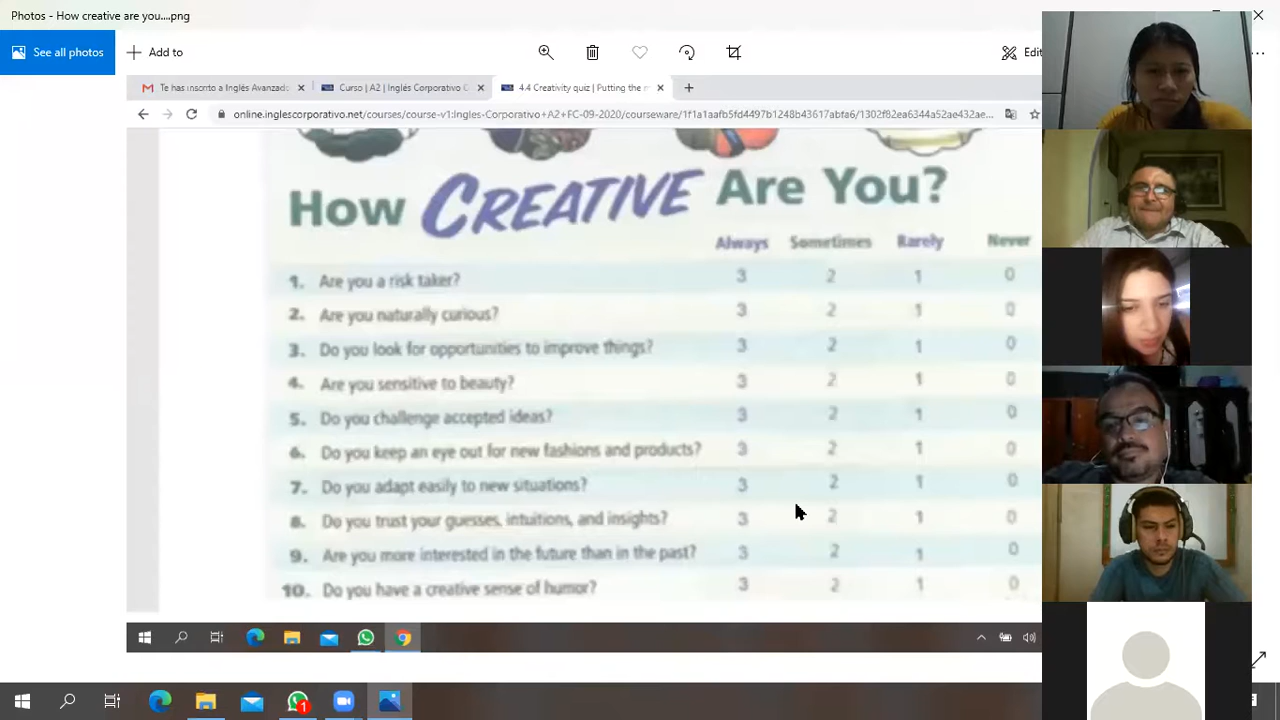 Photos - How creative are you....png
See all photos
Add to
Te has inscrito a Inglés Avanzado
Curso | A2 | Inglés Corporativo C
4.4 Creativity quiz | Putting the m
online.inglescorporativo.net/courses/course-v1:Ingles-Corporativo+A2+FC-09-2020/courseware/
How CREATIVE Are You?
Always Sometimes Rarely Never
1. Are you a risk taker? 3 2 1 0
2. Are you naturally curious? 3 2 1 0
3. Do you look for opportunities to improve things? 3 2 1 0
4. Are you sensitive to beauty? 3 2 1 0
5. Do you challenge accepted ideas? 3 2 1 0
6. Do you keep an eye out for new fashions and products? 3 2 1 0
7. Do you adapt easily to new situations? 3 2 1 0
8. Do you trust your guesses, intuitions, and insights? 3 2 1 0
9. Are you more interested in the future than in the past? 3 2 1 0
10. Do you have a creative sense of humor? 3 2 1 0
1